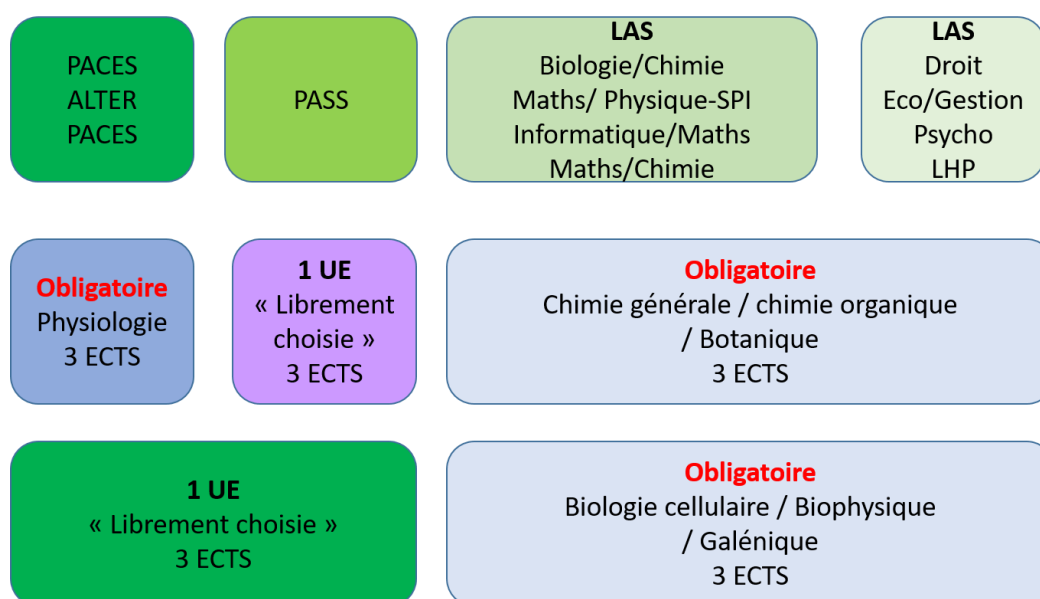 PACES
ALTER
PACES
PASS
LAS
Biologie/Chimie
Maths/ Physique-SPI
Informatique/Maths
Maths/Chimie
LAS
Droit
Eco/Gestion
Psycho
LHP
Obligatoire
Physiologie
3 ECTS
1 UE
« Librement
choisie »
3 ECTS
Obligatoire
Chimie générale / chimie organique
/ Botanique
3 ECTS
1 UE
« Librement choisie »
3 ECTS
Obligatoire
Biologie cellulaire / Biophysique
/ Galénique
3 ECTS